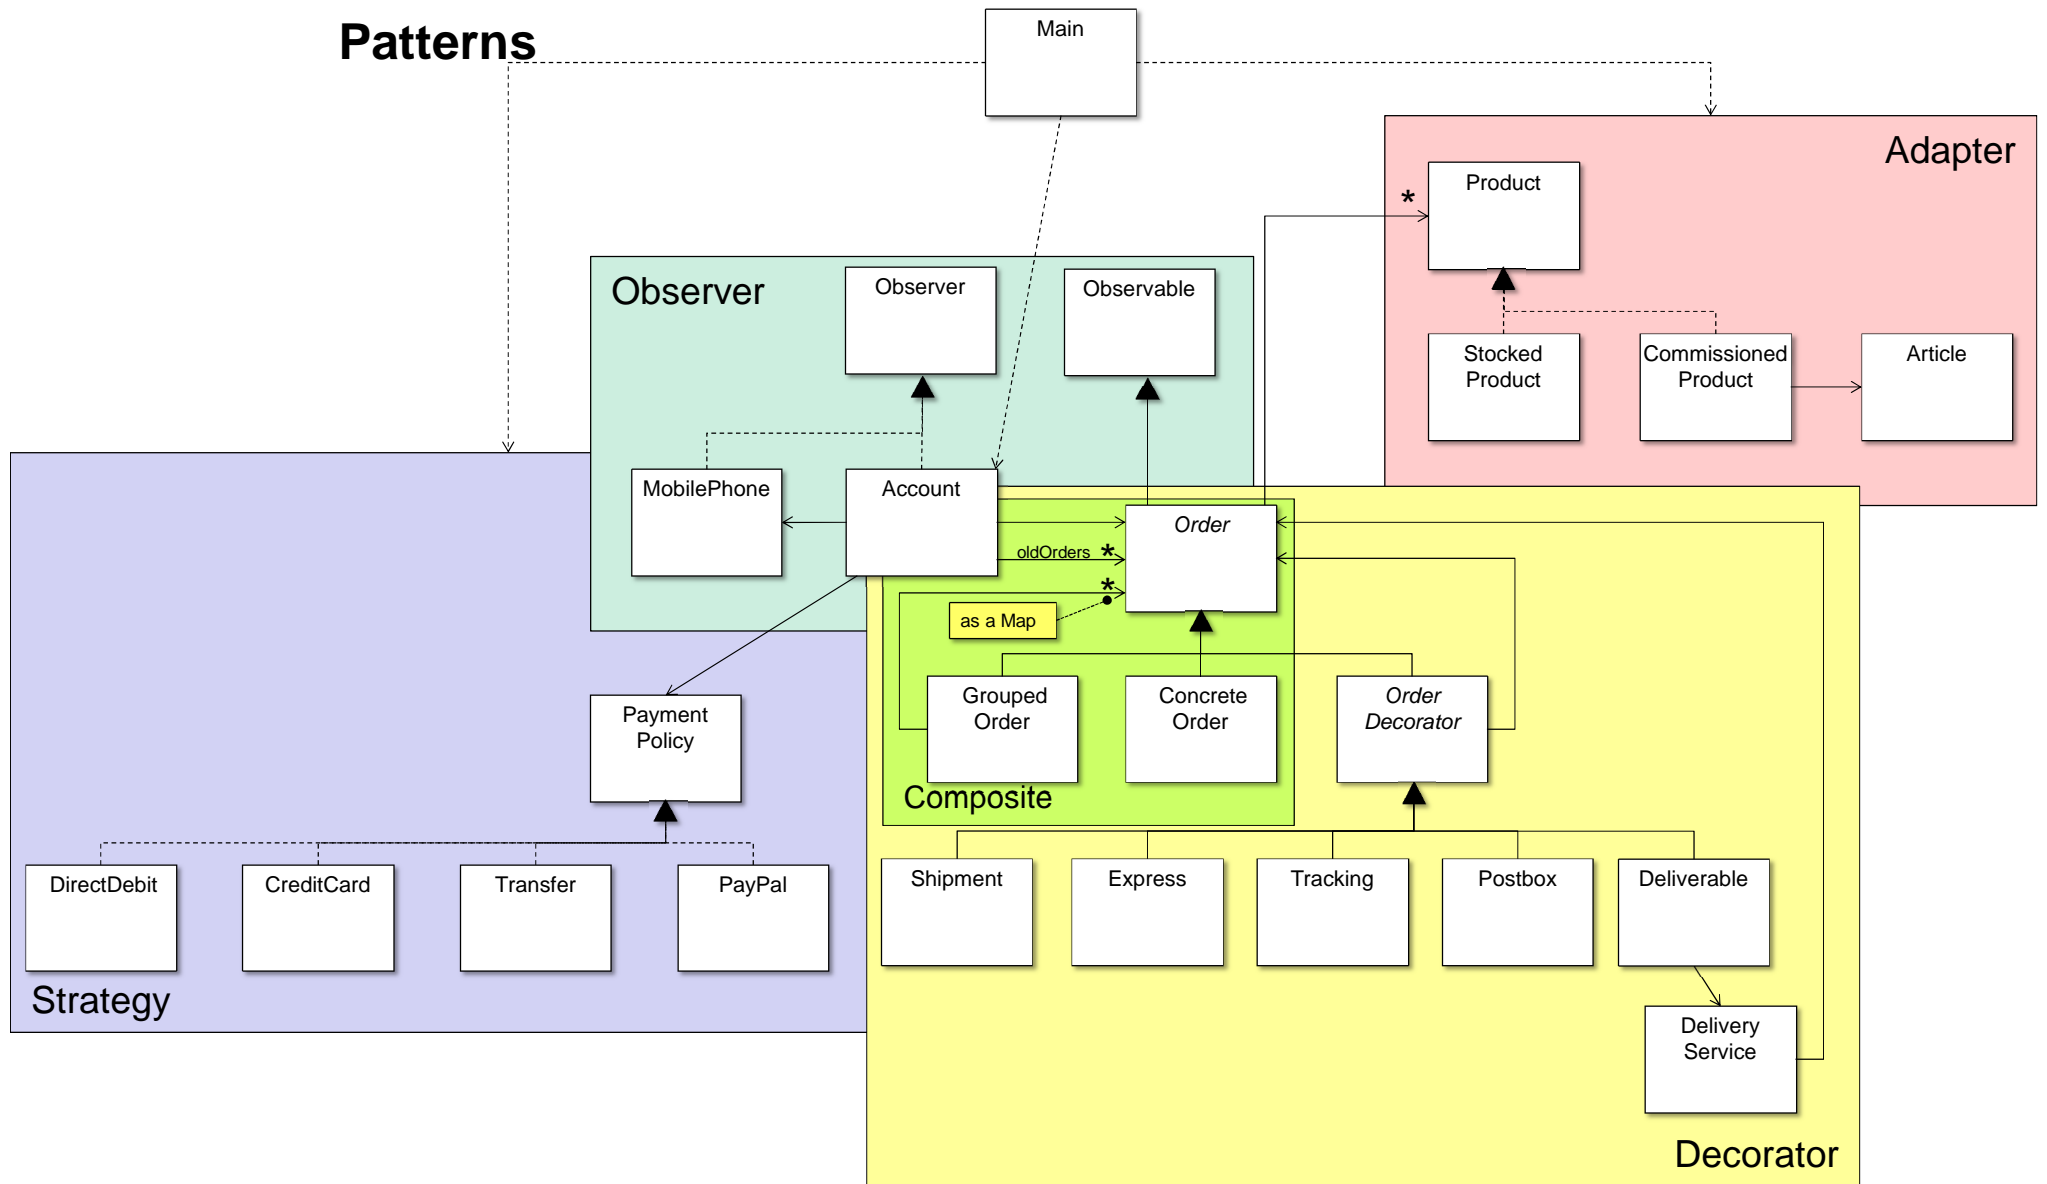 Patterns
Main
Adapter
Product
*
Observer
Observer
Observable
Stocked
Product
Commissioned
Product
Article
MobilePhone
Account
Order
oldOrders *
*
as a Map
Grouped
Order
Concrete
Order
Order
Decorator
Payment
Policy
Composite
DirectDebit
CreditCard
Transfer
PayPal
Shipment
Express
Tracking
Postbox
Deliverable
Strategy
Delivery
Service
Decorator